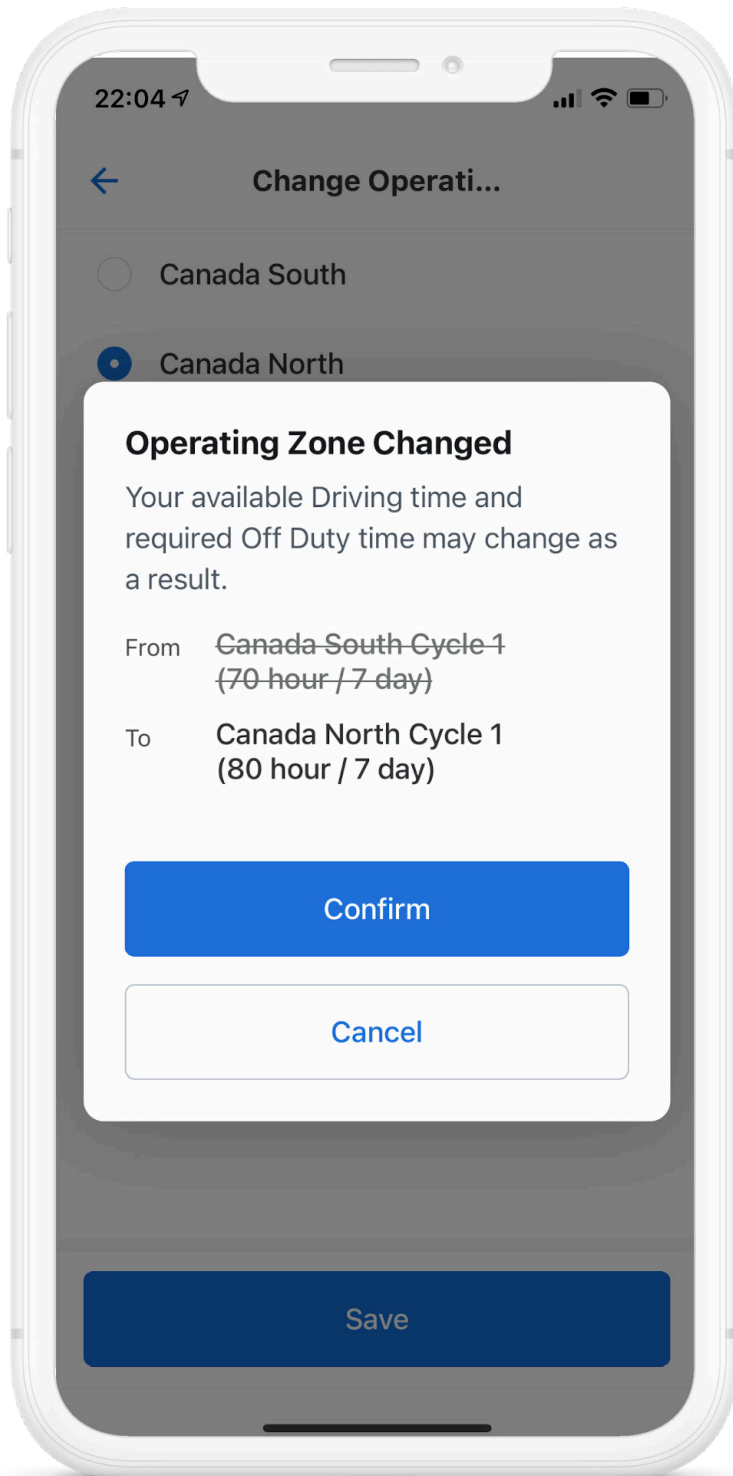 22:04
Change Operati...
Canada South
Canada North
Operating Zone Changed
Your available Driving time and
required Off Duty time may change as
a result.
From Canada South Cycle 1
(70 hour / 7 day)
To Canada North Cycle 1
(80 hour / 7 day)
Confirm
Cancel
Save